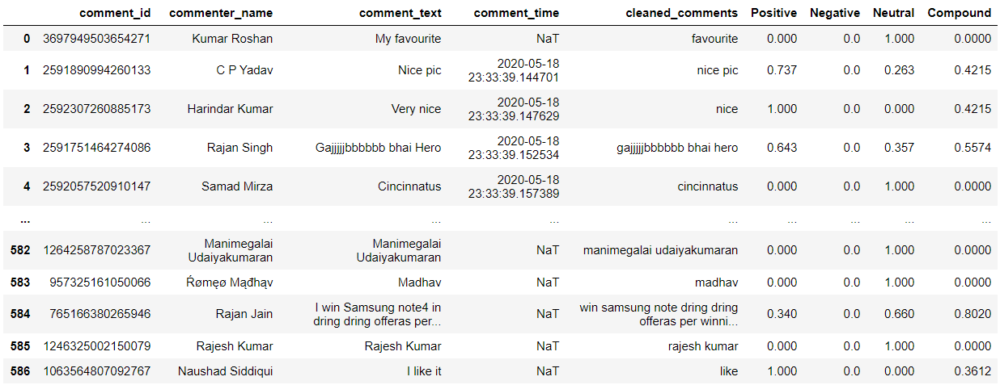 comment_id commenter_name comment_text comment_time cleaned_comments Positive Negative Neutral Compound
0 3697949503654271 Kumar Roshan My favourite NaT favourite 0.000 0.0 1.000 0.0000
1 2591890994260133 C P Yadav Nice pic 2020-05-18 23:33:39.144701 nice pic 0.737 0.0 0.263 0.4215
2 2592307260885173 Harindar Kumar Very nice 2020-05-18 23:33:39.147629 nice 1.000 0.0 0.000 0.4215
3 2591751464274086 Rajan Singh Gajjjjjbbbbbb bhai Hero 2020-05-18 23:33:39.152534 gajjjjjbbbbbb bhai hero 0.643 0.0 0.357 0.5574
4 2592057520910147 Samad Mirza Cincinnatus 2020-05-18 23:33:39.157389 cincinnatus 0.000 0.0 1.000 0.0000
... ... ... ... ... ... ... ... ... ...
582 1264258787023367 Manimegalai Udaiyakumaran Manimegalai Udaiyakumaran NaT manimegalai udaiyakumaran 0.000 0.0 1.000 0.0000
583 957325161050066 Ŕømęø Mąđhąv Madhav NaT madhav 0.000 0.0 1.000 0.0000
584 765166380265946 Rajan Jain I win Samsung note4 in dring dring offeras per... NaT win samsung note dring dring offeras per winni... 0.340 0.0 0.660 0.8020
585 1246325002150079 Rajesh Kumar Rajesh Kumar NaT rajesh kumar 0.000 0.0 1.000 0.0000
586 1063564807092767 Naushad Siddiqui I like it NaT like 1.000 0.0 0.000 0.3612